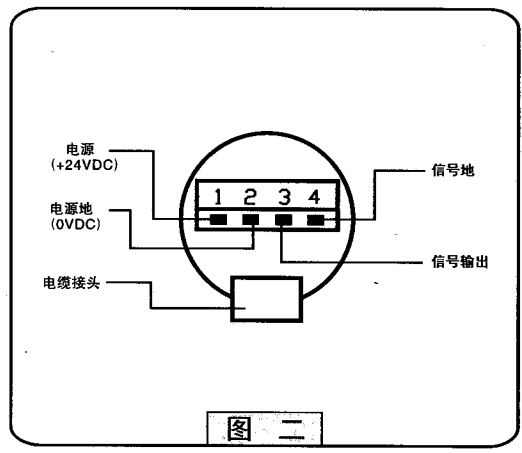 电源
(+24VDC)
电源地
(0VDC)
电缆接头
1 2 3 4
信号地
信号输出
图 二